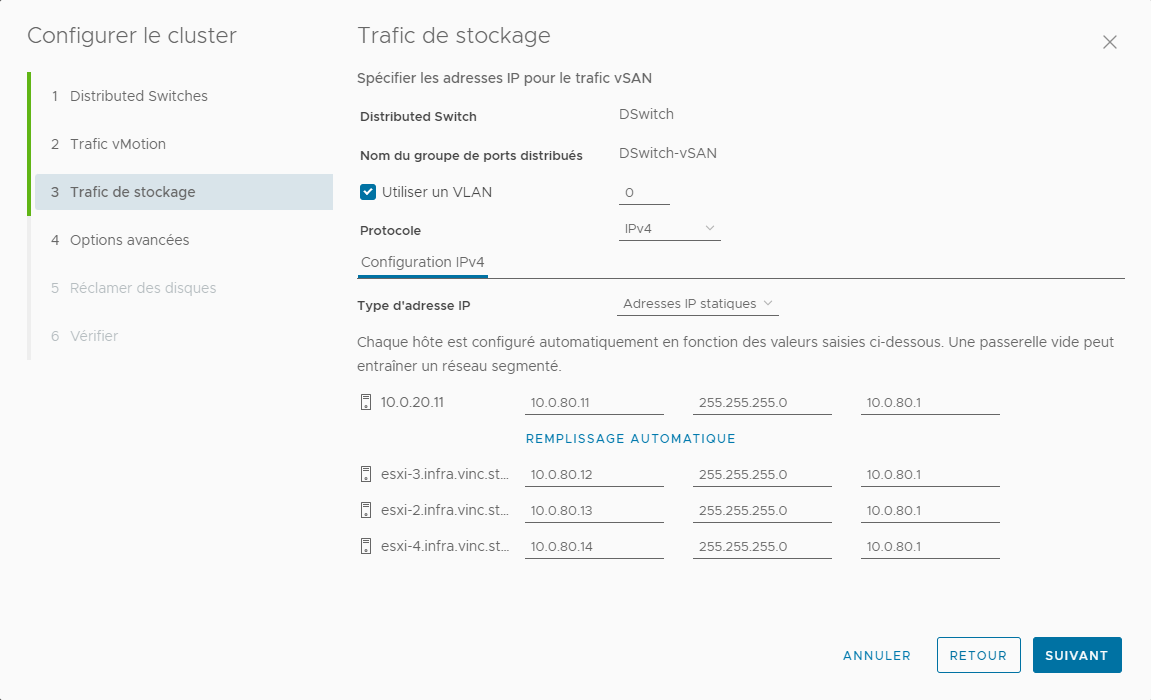 Configurer le cluster
1 Distributed Switches
2 Trafic vMotion
3 Trafic de stockage
4 Options avancées
5 Réclamer des disques
6 Vérifier
Trafic de stockage
Spécifier les adresses IP pour le trafic vSAN
Distributed Switch DSwitch
Nom du groupe de ports distribués DSwitch-vSAN
Utiliser un VLAN 0
Protocole IPv4
Configuration IPv4
Type d'adresse IP Adresses IP statiques
Chaque hôte est configuré automatiquement en fonction des valeurs saisies ci-dessous. Une passerelle vide peut
entraîner un réseau segmenté.
10.0.20.11 10.0.80.11 255.255.255.0 10.0.80.1
REMPLISSAGE AUTOMATIQUE
esxi-3.infra.vinc.st... 10.0.80.12 255.255.255.0 10.0.80.1
esxi-2.infra.vinc.st... 10.0.80.13 255.255.255.0 10.0.80.1
esxi-4.infra.vinc.st... 10.0.80.14 255.255.255.0 10.0.80.1
ANNULER RETOUR SUIVANT